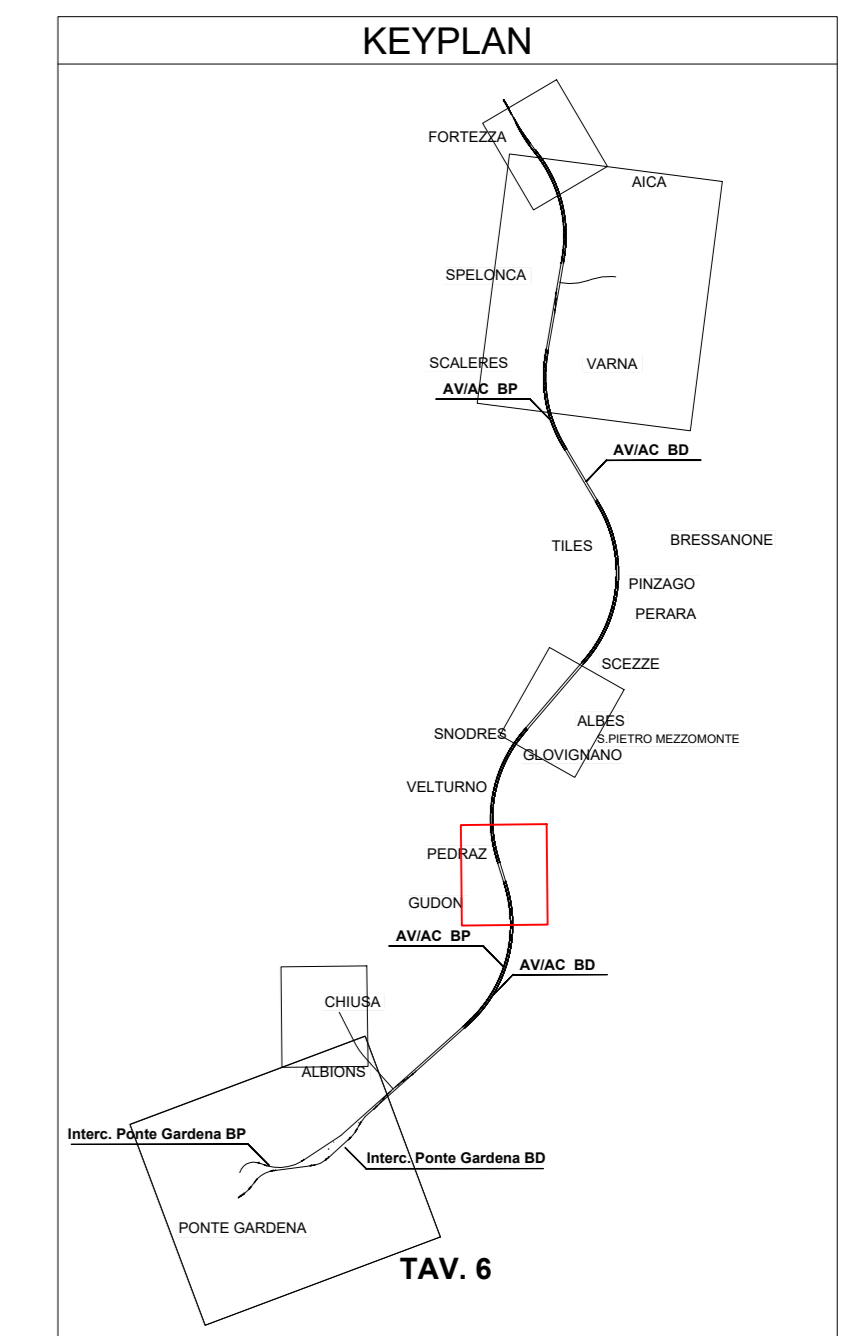 KEYPLAN
FORTEZZA
AICA
SPELONCA
SCALERES
VARNA
AV/AC BP
AV/AC BD
TILES
BRESSANONE
PINZAGO
PERARA
SCEZZE
ALBES
SNODRES
S.PIETRO MEZZOMONTE
GLOVIGNANO
VELTURNO
PEDRAZ
GUDON
AV/AC BP
AV/AC BD
CHIUSA
ALBIONS
Interc. Ponte Gardena BP
Interc. Ponte Gardena BD
PONTE GARDENA
TAV. 6